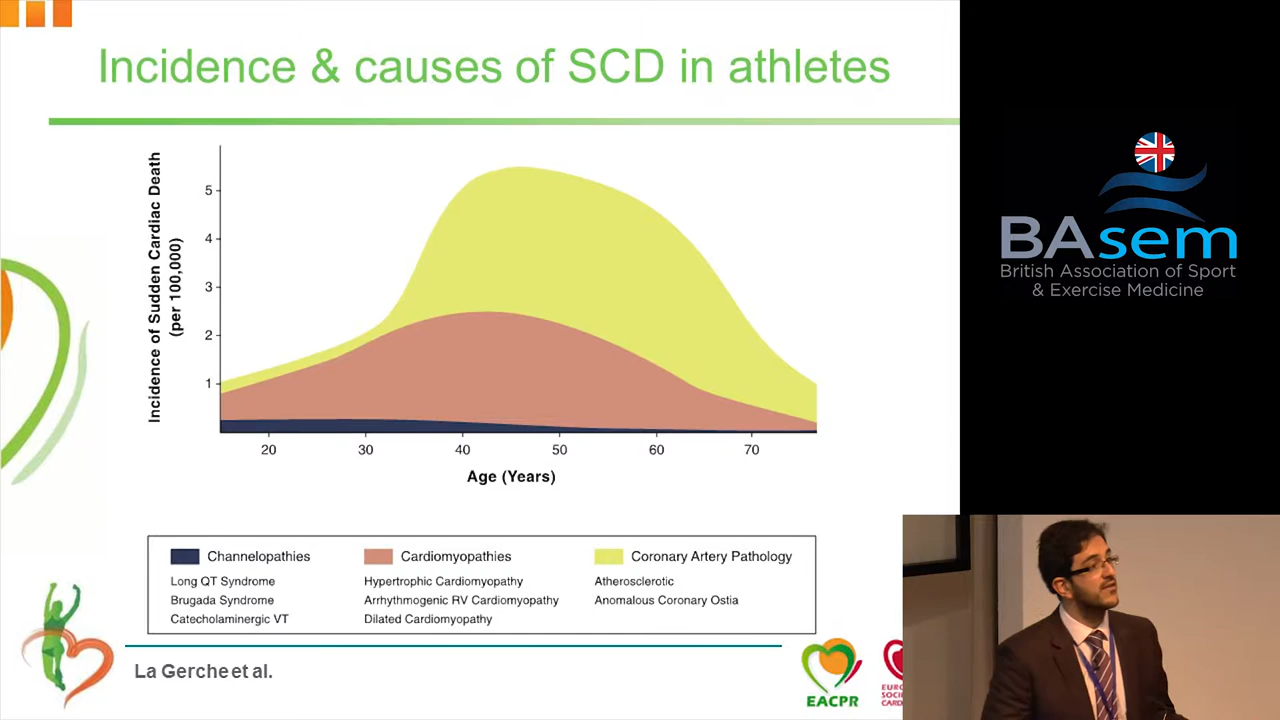 Incidence & causes of SCD in athletes
Incidence of Sudden Cardiac Death
(per 100,000)
5
4
3
2
1
20 30 40 50 60 70
Age (Years)
Channelopathies
Long QT Syndrome
Brugada Syndrome
Catecholaminergic VT
Cardiomyopathies
Hypertrophic Cardiomyopathy
Arrhythmogenic RV Cardiomyopathy
Dilated Cardiomyopathy
Coronary Artery Pathology
Atherosclerotic
Anomalous Coronary Ostia
La Gerche et al.
EACPR
BAsem
British Association of Sport
& Exercise Medicine